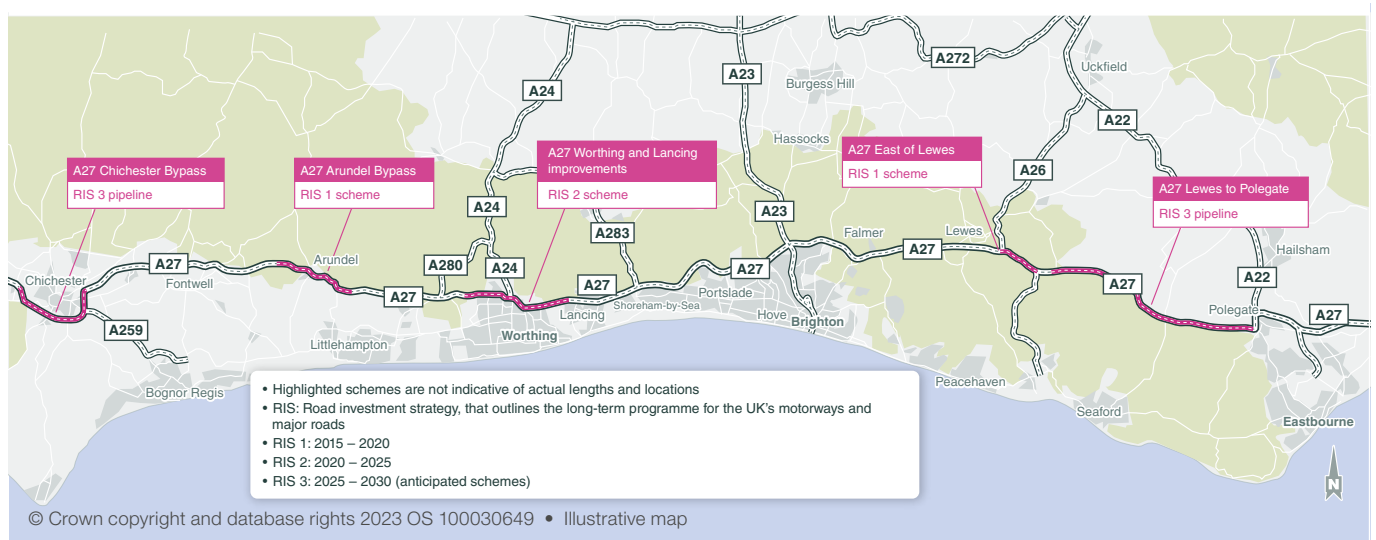 A272
Uckfield
A23
Burgess Hill
A24
A22
Hassocks
A27 Chichester Bypass
RIS 3 pipeline
A27 Arundel Bypass
RIS 1 scheme
A27 Worthing and Lancing
improvements
RIS 2 scheme
A27 East of Lewes
RIS 1 scheme
A26
A27 Lewes to Polegate
RIS 3 pipeline
A24
A23
A283
Falmer
Lewes
A27
Hailsham
Arundel
A27
A280
A24
A27
A22
Chichester
Fontwell
A27
A27
A27
Portslade
Shoreham-by-Sea
Lancing
Hove
Brighton
Polegate
A27
A259
Worthing
Littlehampton
Bognor Regis
Peacehaven
Seaford
Eastbourne
• Highlighted schemes are not indicative of actual lengths and locations
• RIS: Road investment strategy, that outlines the long-term programme for the UK's motorways and
major roads
• RIS 1: 2015 – 2020
• RIS 2: 2020 – 2025
• RIS 3: 2025 – 2030 (anticipated schemes)
N
© Crown copyright and database rights 2023 OS 100030649 • Illustrative map